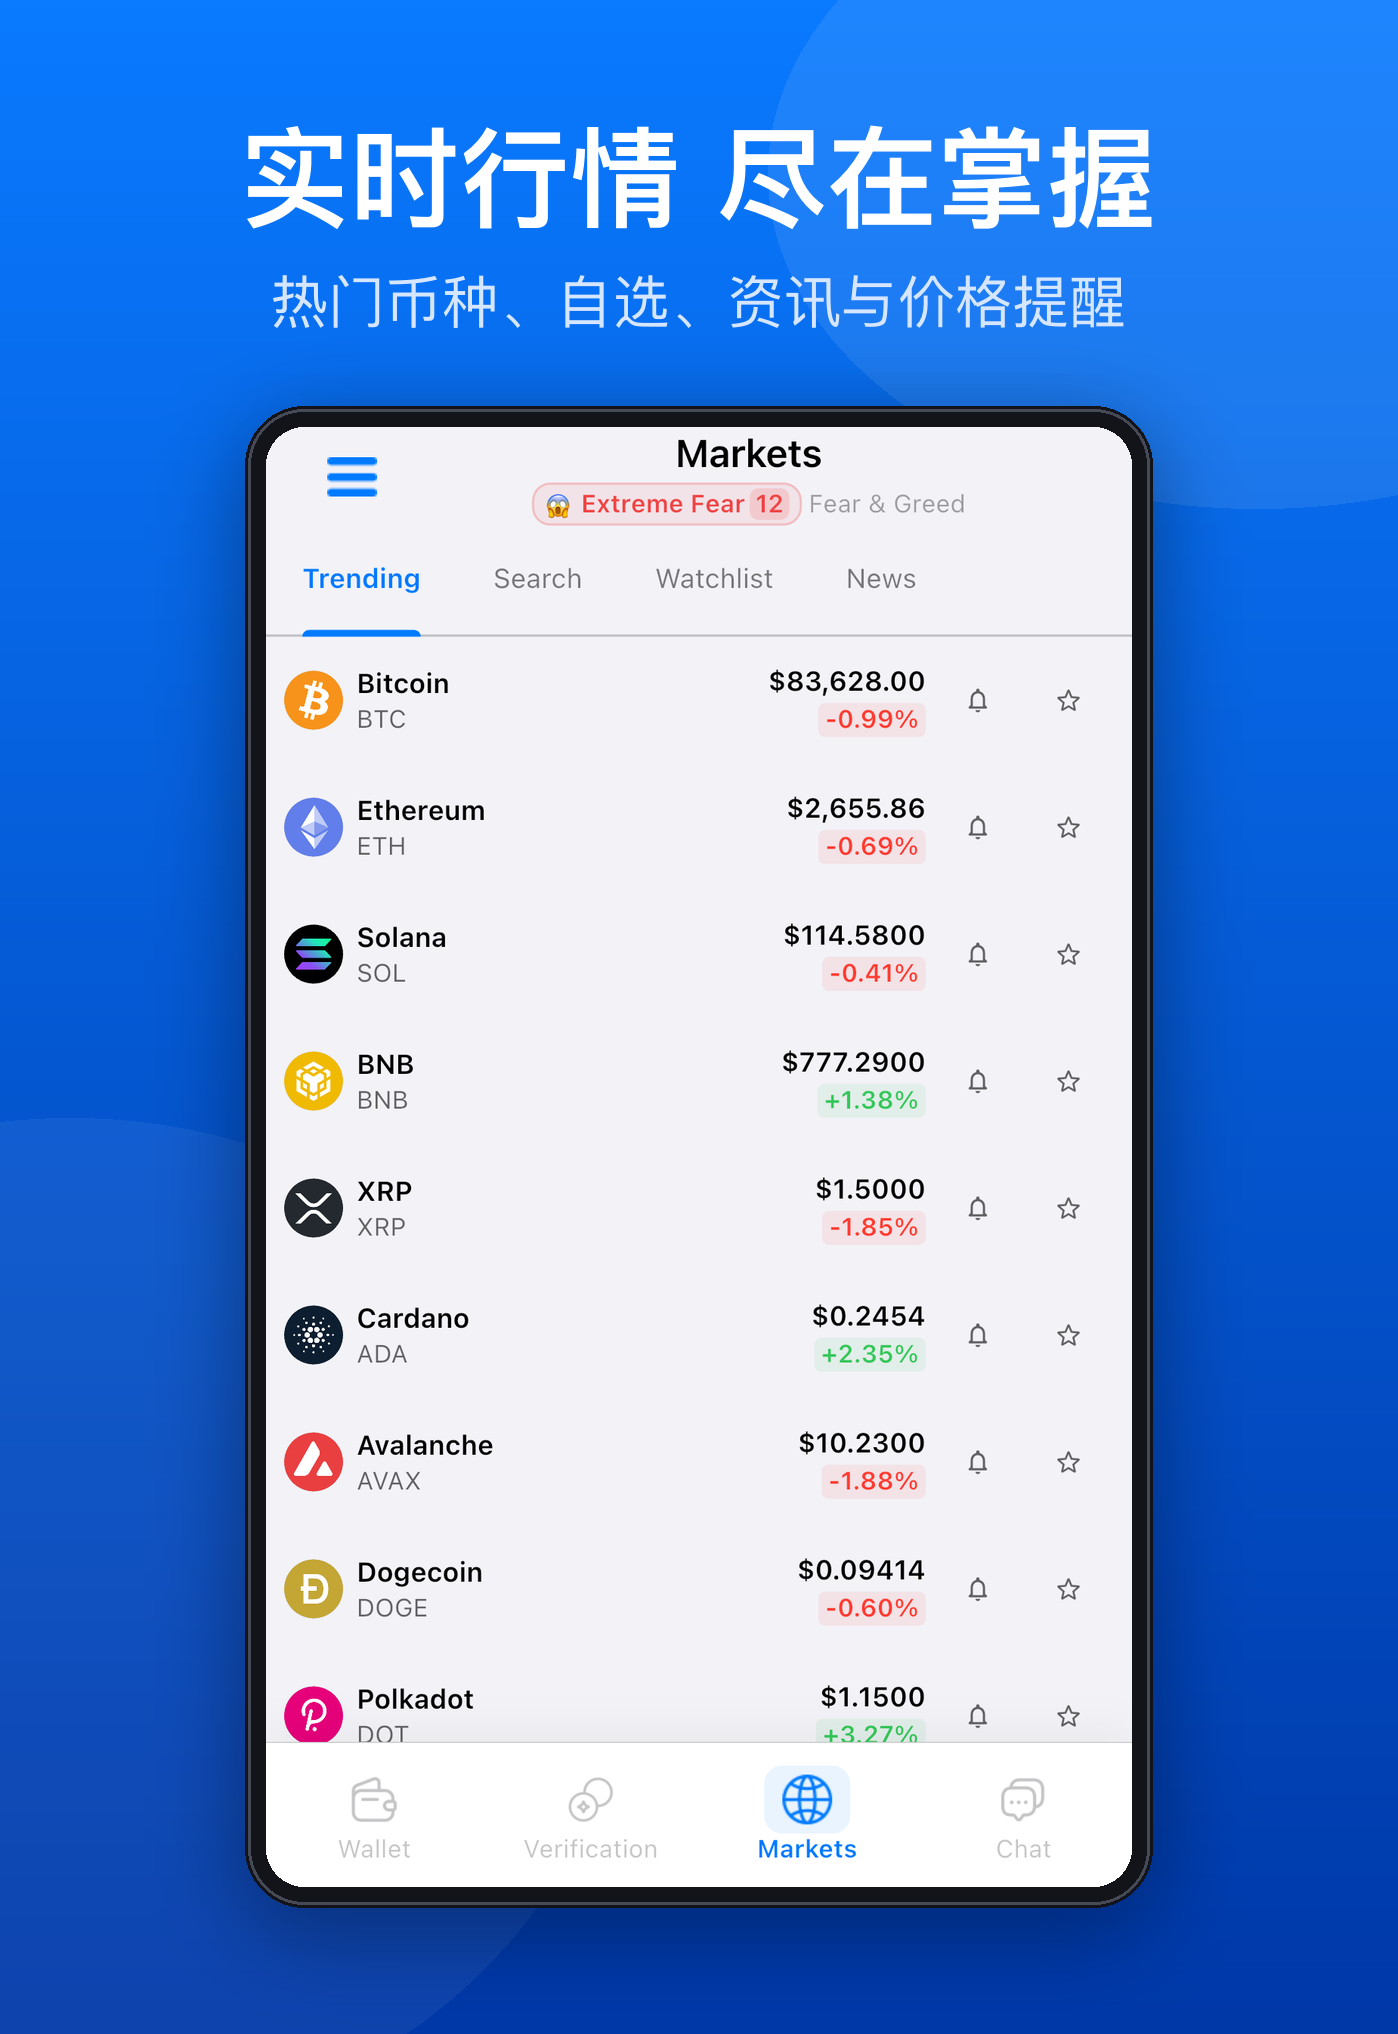 实时行情 尽在掌握
热门币种、自选、资讯与价格提醒
Markets
😱 Extreme Fear 12 Fear & Greed
Trending Search Watchlist News
Bitcoin $83,628.00
BTC -0.99%
Ethereum $2,655.86
ETH -0.69%
Solana $114.5800
SOL -0.41%
BNB $777.2900
BNB +1.38%
XRP $1.5000
XRP -1.85%
Cardano $0.2454
ADA +2.35%
Avalanche $10.2300
AVAX -1.88%
Dogecoin $0.09414
DOGE -0.60%
Polkadot $1.1500
DOT +3.27%
Wallet Verification Markets Chat